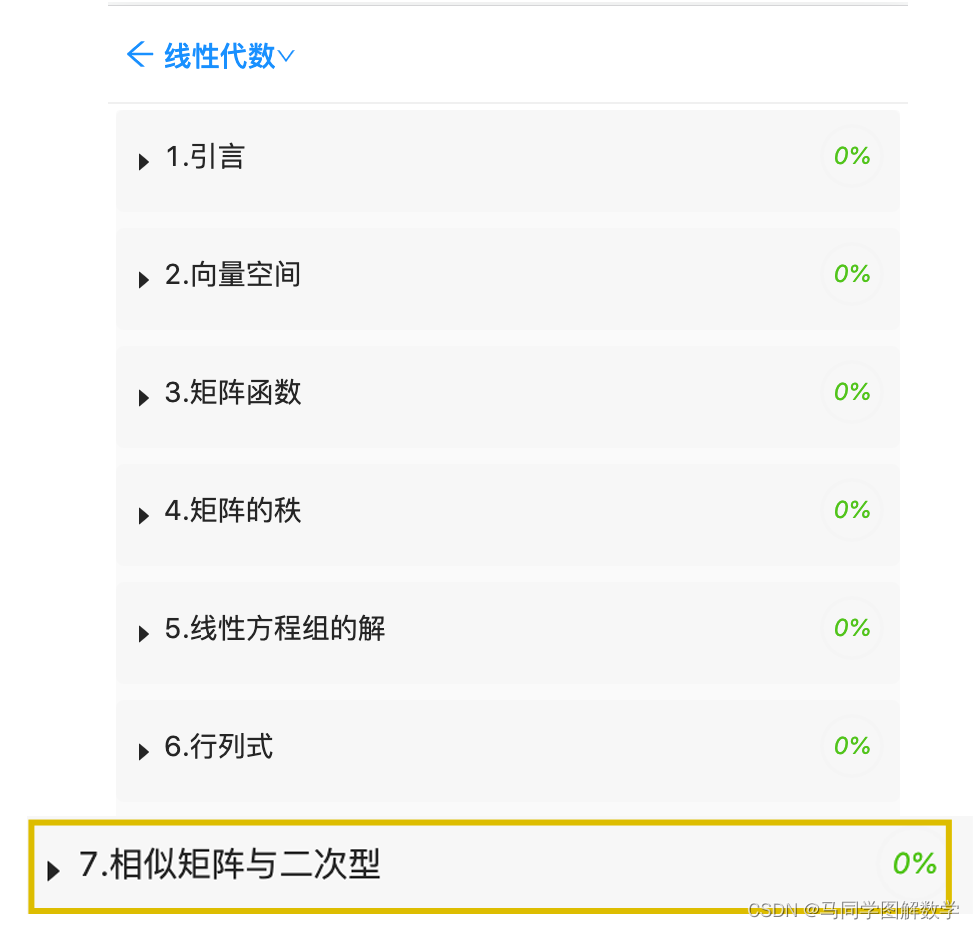 线性代数
1.引言 0%
2.向量空间 0%
3.矩阵函数 0%
4.矩阵的秩 0%
5.线性方程组的解 0%
6.行列式 0%
7.相似矩阵与二次型 0%
CSDN @马同学图解数学